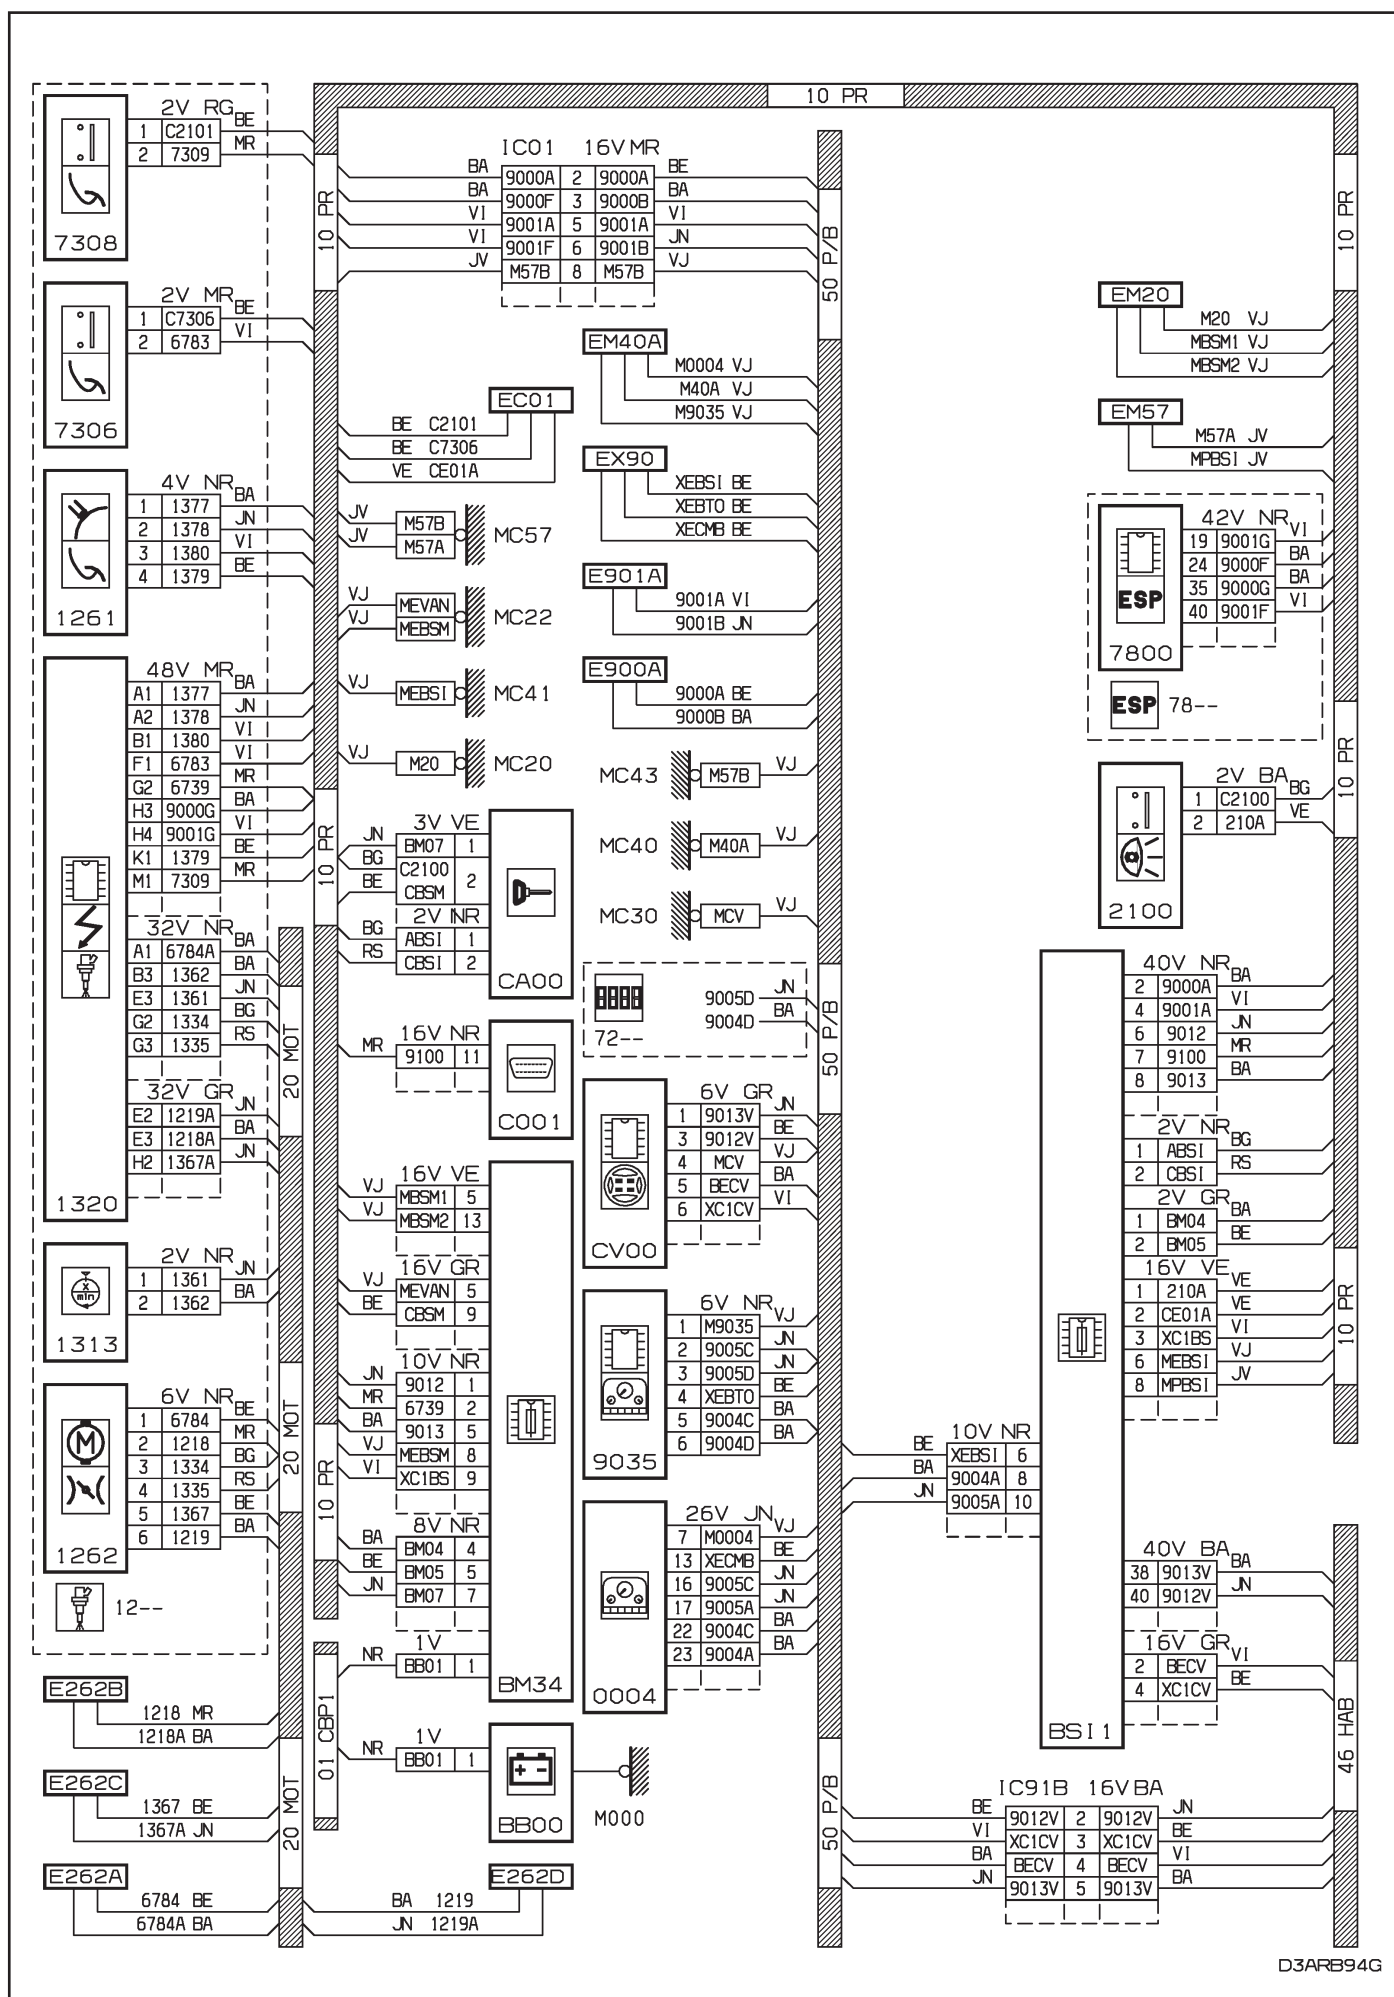 10 PR
2V RG
1 C2101 BE
2 7309 MR
7308
2V MR
1 C7306 BE
2 6783 VI
7306
4V NR
1 1377 BA
2 1378 JN
3 1380 VI
4 1379 BE
1261
48V MR
A1 1377 BA
A2 1378 JN
B1 1380 VI
F1 6783 VI
G2 6739 MR
H3 9000G BA
H4 9001G VI
K1 1379 BE
M1 7309 MR
32V NR
A1 6784A BA
B3 1362 BA
E3 1361 JN
G2 1334 BG
G3 1335 RS
32V GR
E2 1219A JN
E3 1218A BA
H2 1367A JN
1320
2V NR
1 1361 JN
2 1362 BA
1313
x
min
6V NR
1 6784 BE
2 1218 MR
3 1334 BG
4 1335 RS
5 1367 BE
6 1219 BA
M
1262
12--
E262B
1218 MR
1218A BA
E262C
1367 BE
1367A JN
E262A
6784 BE
6784A BA
20 MOT
20 MOT
20 MOT
10 PR
10 PR
10 PR
01 CBP1
IC01 16V MR
BA 9000A 2 9000A BE
BA 9000F 3 9000B BA
VI 9001A 5 9001A VI
VI 9001F 6 9001B JN
JV M57B 8 M57B VJ
EC01
BE C2101
BE C7306
VE CE01A
JV M57B
JV M57A
MC57
VJ MEVAN
VJ MEBSM
MC22
VJ MEBSI MC41
VJ M20 MC20
3V VE
JN BM07 1
BG C2100
BE CBSM 2
2V NR
BG ABSI 1
RS CBSI 2
CA00
16V NR
MR 9100 11
C001
16V VE
VJ MBSM1 5
VJ MBSM2 13
16V GR
VJ MEVAN 5
BE CBSM 9
10V NR
JN 9012 1
MR 6739 2
BA 9013 5
VJ MEBSM 8
VI XC1BS 9
8V NR
BA BM04 4
BE BM05 5
JN BM07 7
1V
NR BB01 1
BM34
1V
NR BB01 1
+ -
BB00
M000
E262D
BA 1219
JN 1219A
EM40A
M0004 VJ
M40A VJ
M9035 VJ
EX90
XEBSI BE
XEBTO BE
XECMB BE
E901A
9001A VI
9001B JN
E900A
9000A BE
9000B BA
MC43 M57B VJ
MC40 M40A VJ
MC30 MCV VJ
9005D JN
9004D BA
72--
6V GR
1 9013V JN
3 9012V BE
4 MCV VJ
5 BECV BA
6 XC1CV VI
CV00
6V NR
1 M9035 VJ
2 9005C JN
3 9005D JN
4 XEBTO BE
5 9004C BA
6 9004D BA
9035
26V JN
7 M0004 VJ
13 XECMB BE
16 9005C JN
17 9005A JN
22 9004C BA
23 9004A BA
0004
50 P/B
50 P/B
50 P/B
EM20
M20 VJ
MBSM1 VJ
MBSM2 VJ
EM57
M57A JV
MPBSI JV
42V NR
19 9001G VI
24 9000F BA
35 9000G BA
40 9001F VI
ESP
7800
ESP 78--
2V BA
1 C2100 BG
2 210A VE
2100
40V NR
2 9000A BA
4 9001A VI
6 9012 JN
7 9100 MR
8 9013 BA
2V NR
1 ABSI BG
2 CBSI RS
2V GR
1 BM04 BA
2 BM05 BE
16V VE
1 210A VE
2 CE01A VE
3 XC1BS VI
6 MEBSI VJ
8 MPBSI JV
10V NR
BE XEBSI 6
BA 9004A 8
JN 9005A 10
40V BA
38 9013V BA
40 9012V JN
16V GR
2 BECV VI
4 XC1CV BE
BSI1
IC91B 16V BA
BE 9012V 2 9012V JN
VI XC1CV 3 XC1CV BE
BA BECV 4 BECV VI
JN 9013V 5 9013V BA
10 PR
10 PR
10 PR
46 HAB
D3ARB94G